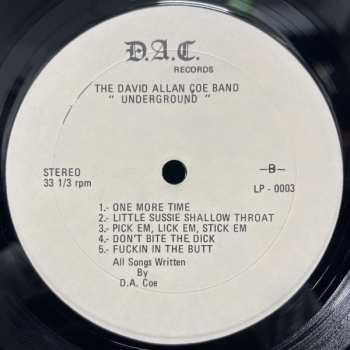 D.A.C.
RECORDS
THE DAVID ALLAN COE BAND
" UNDERGROUND "
STEREO
33 1/3 rpm
-B-
LP - 0003
1.- ONE MORE TIME
2.- LITTLE SUSSIE SHALLOW THROAT
3.- PICK EM, LICK EM, STICK EM
4.- DON'T BITE THE DICK
5.- FUCKIN IN THE BUTT
All Songs Written
By
D.A. Coe